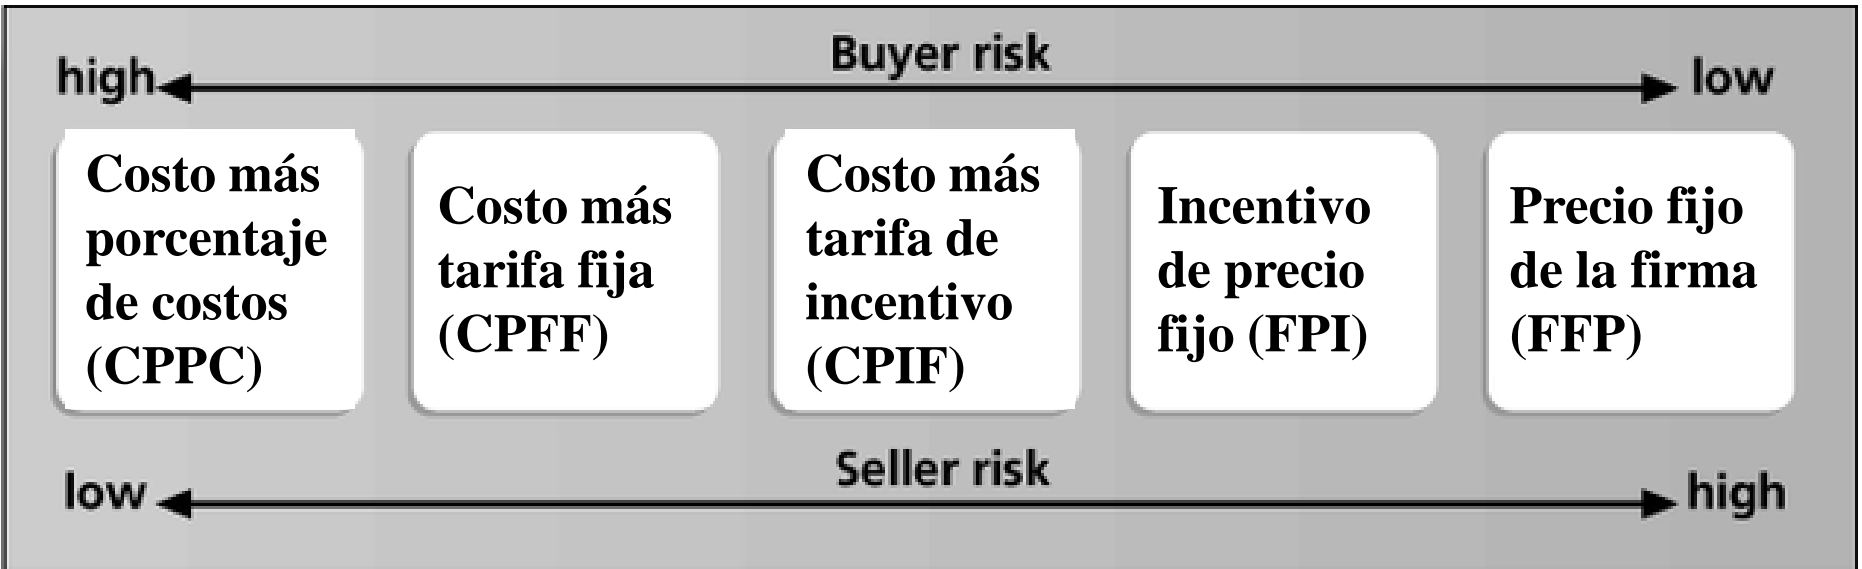 Buyer risk
high
low
Costo más
porcentaje
de costos
(CPPC)
Costo más
tarifa fija
(CPFF)
Costo más
tarifa de
incentivo
(CPIF)
Incentivo
de precio
fijo (FPI)
Precio fijo
de la firma
(FFP)
Seller risk
low
high